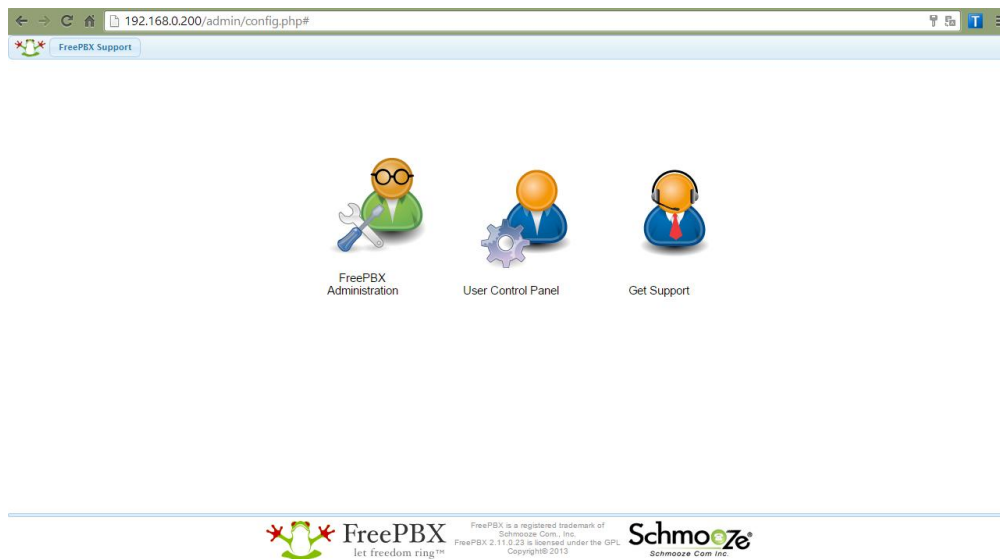 192.168.0.200/admin/config.php#
T
FreePBX Support
FreePBX
Administration
User Control Panel
Get Support
FreePBX
let freedom ring™
FreePBX is a registered trademark of
Schmooze Com., Inc.
FreePBX 2.11.0.23 is licensed under the GPL
Copyright© 2013
SchmoozE®
Schmooze Com Inc.